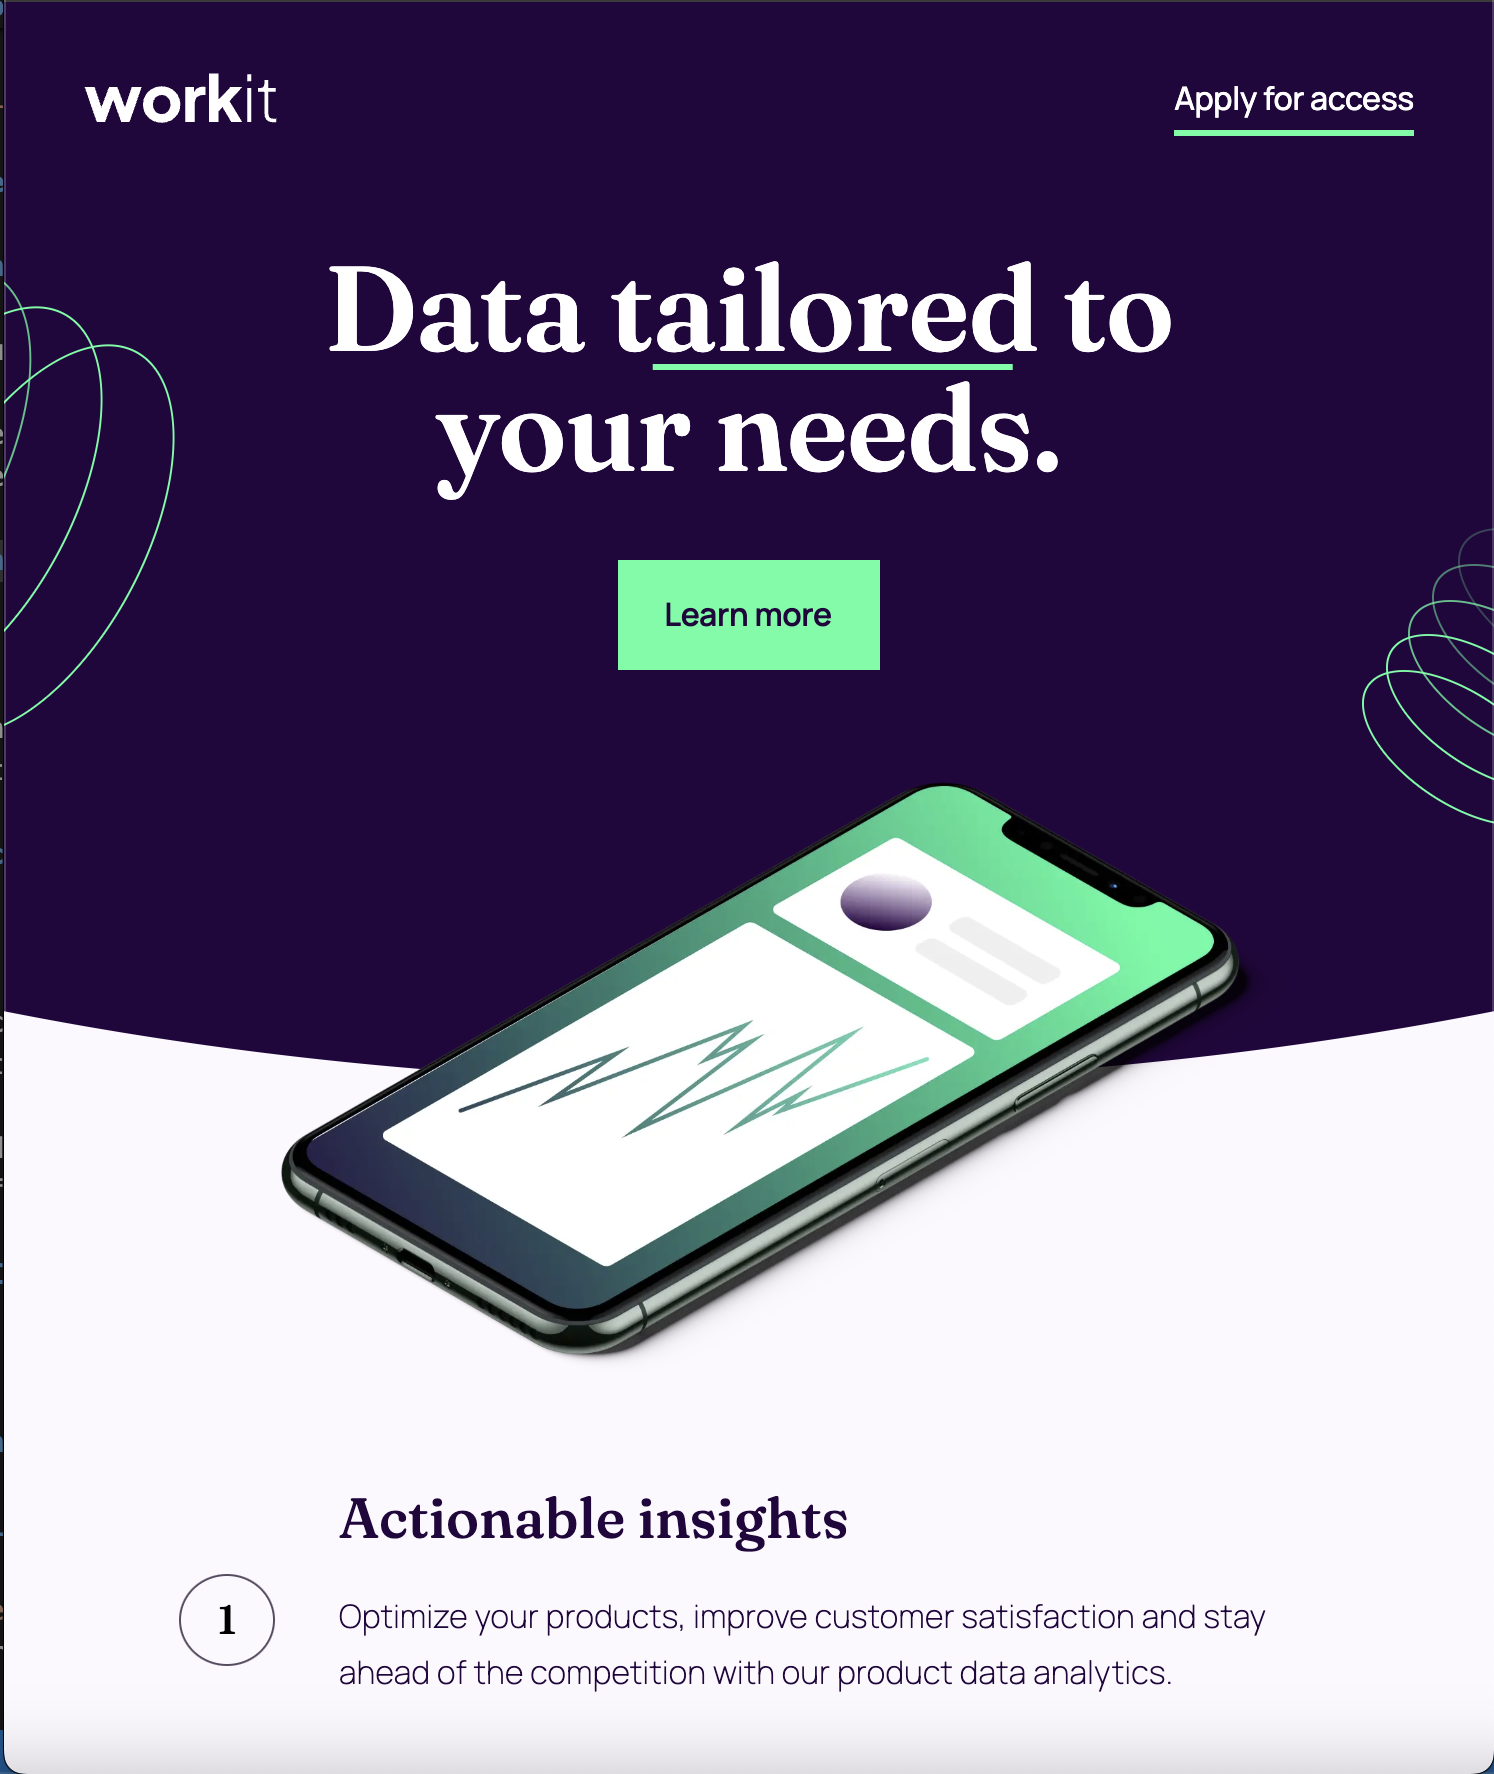 workit
Apply for access
Data tailored to
your needs.
Learn more
Actionable insights
1
Optimize your products, improve customer satisfaction and stay
ahead of the competition with our product data analytics.